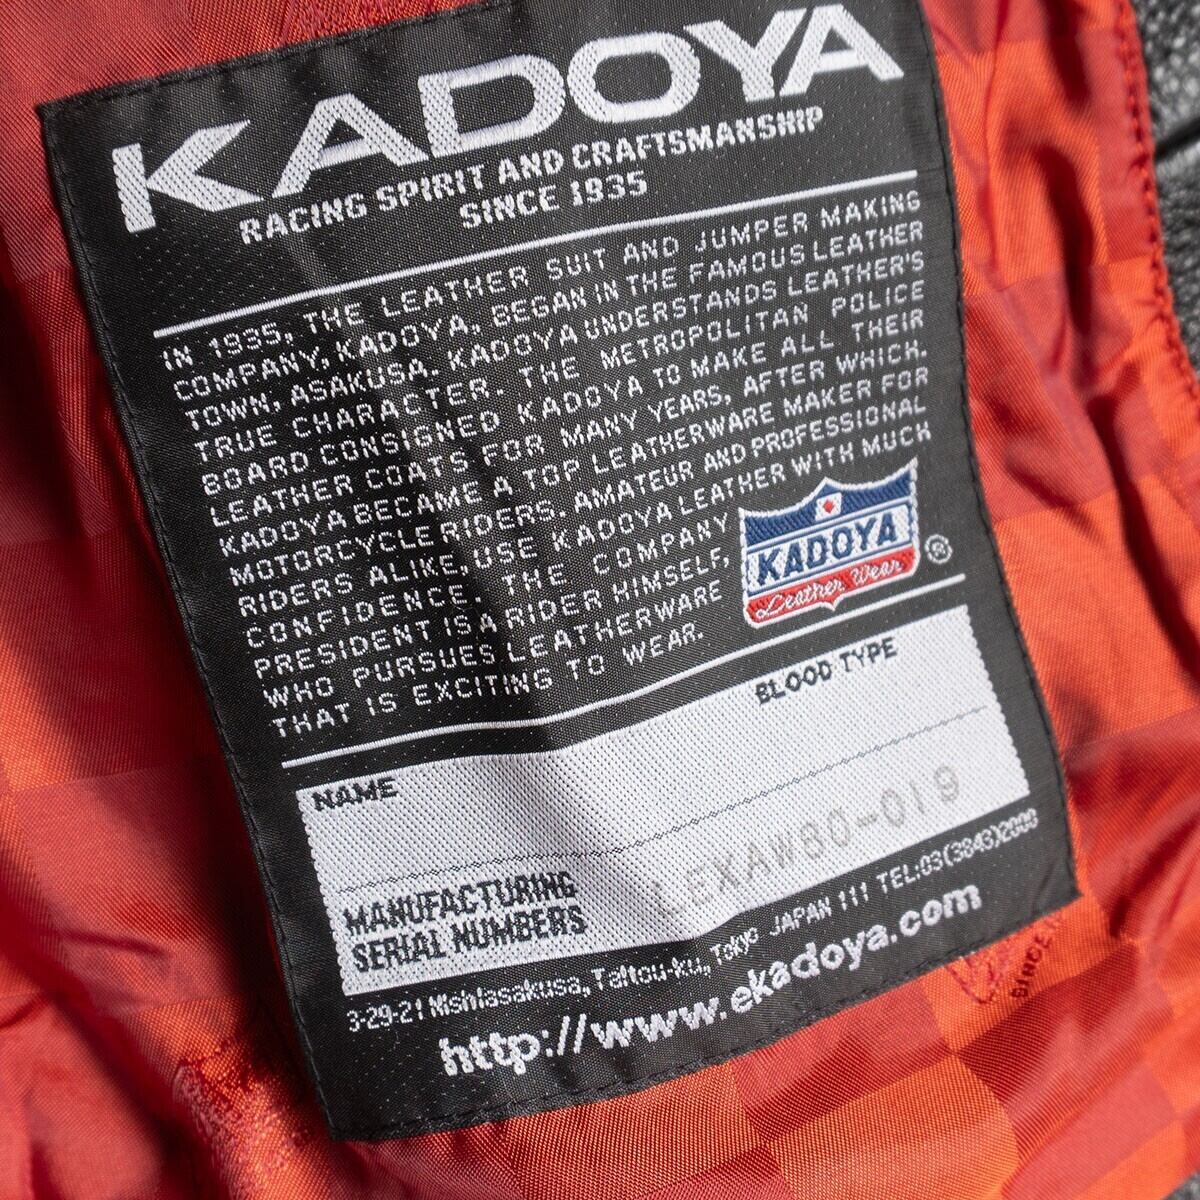 KADOYA
RACING SPIRIT AND CRAFTSMANSHIP
SINCE 1935
IN 1935, THE LEATHER SUIT AND JUMPER MAKING
COMPANY, KADOYA, BEGAN IN THE FAMOUS LEATHER
TOWN, ASAKUSA. KADOYA UNDERSTANDS LEATHER'S
TRUE CHARACTER. THE METROPOLITAN POLICE
BOARD CONSIGNED KADOYA TO MAKE ALL THEIR
LEATHER COATS FOR MANY YEARS, AFTER WHICH,
KADOYA BECAME A TOP LEATHERWARE MAKER FOR
MOTORCYCLE RIDERS. AMATEUR AND PROFESSIONAL
RIDERS ALIKE USE KADOYA LEATHER WITH MUCH
CONFIDENCE. THE COMPANY
PRESIDENT IS A RIDER HIMSELF,
WHO PURSUES LEATHERWARE
THAT IS EXCITING TO WEAR.
KADOYA ®
Leather Wear
BLOOD TYPE
NAME
MANUFACTURING
SERIAL NUMBERS
LEXAW80-019
3-29-21 Nishiasakusa, Taitou-ku, Tokyo JAPAN 111 TEL:03(3843)2000
http://www.ekadoya.com
SINCE